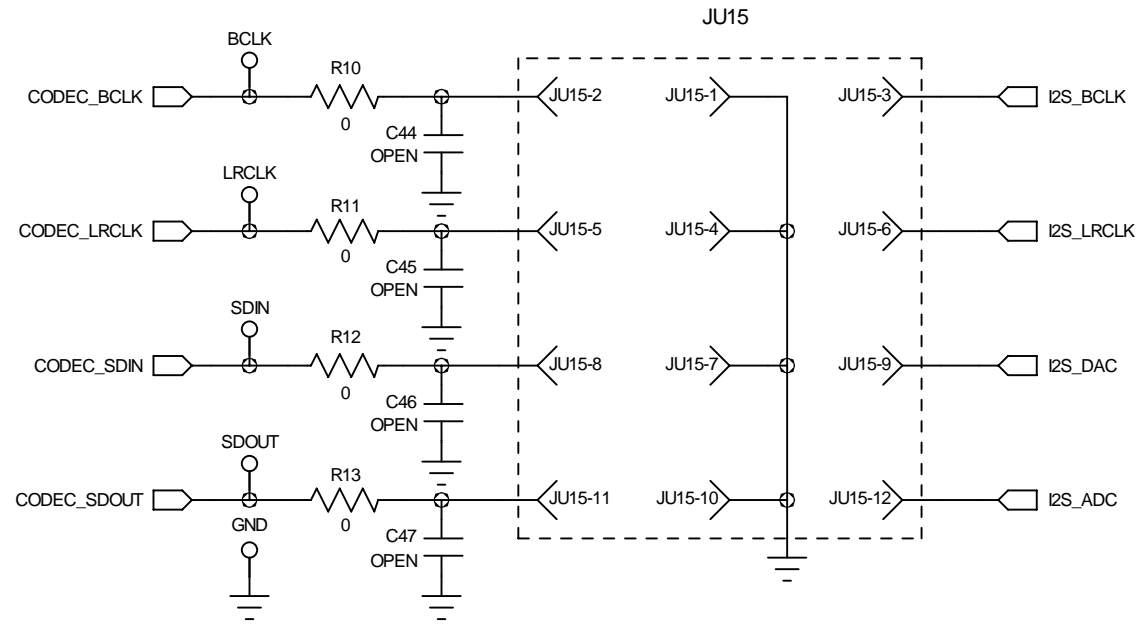 JU15
BCLK
R10
CODEC_BCLK
JU15-2
JU15-1
JU15-3
I2S_BCLK
0
C44
OPEN
LRCLK
R11
CODEC_LRCLK
JU15-5
JU15-4
JU15-6
I2S_LRCLK
0
C45
OPEN
SDIN
R12
CODEC_SDIN
JU15-8
JU15-7
JU15-9
I2S_DAC
0
C46
OPEN
SDOUT
R13
CODEC_SDOUT
JU15-11
JU15-10
JU15-12
I2S_ADC
GND
0
C47
OPEN